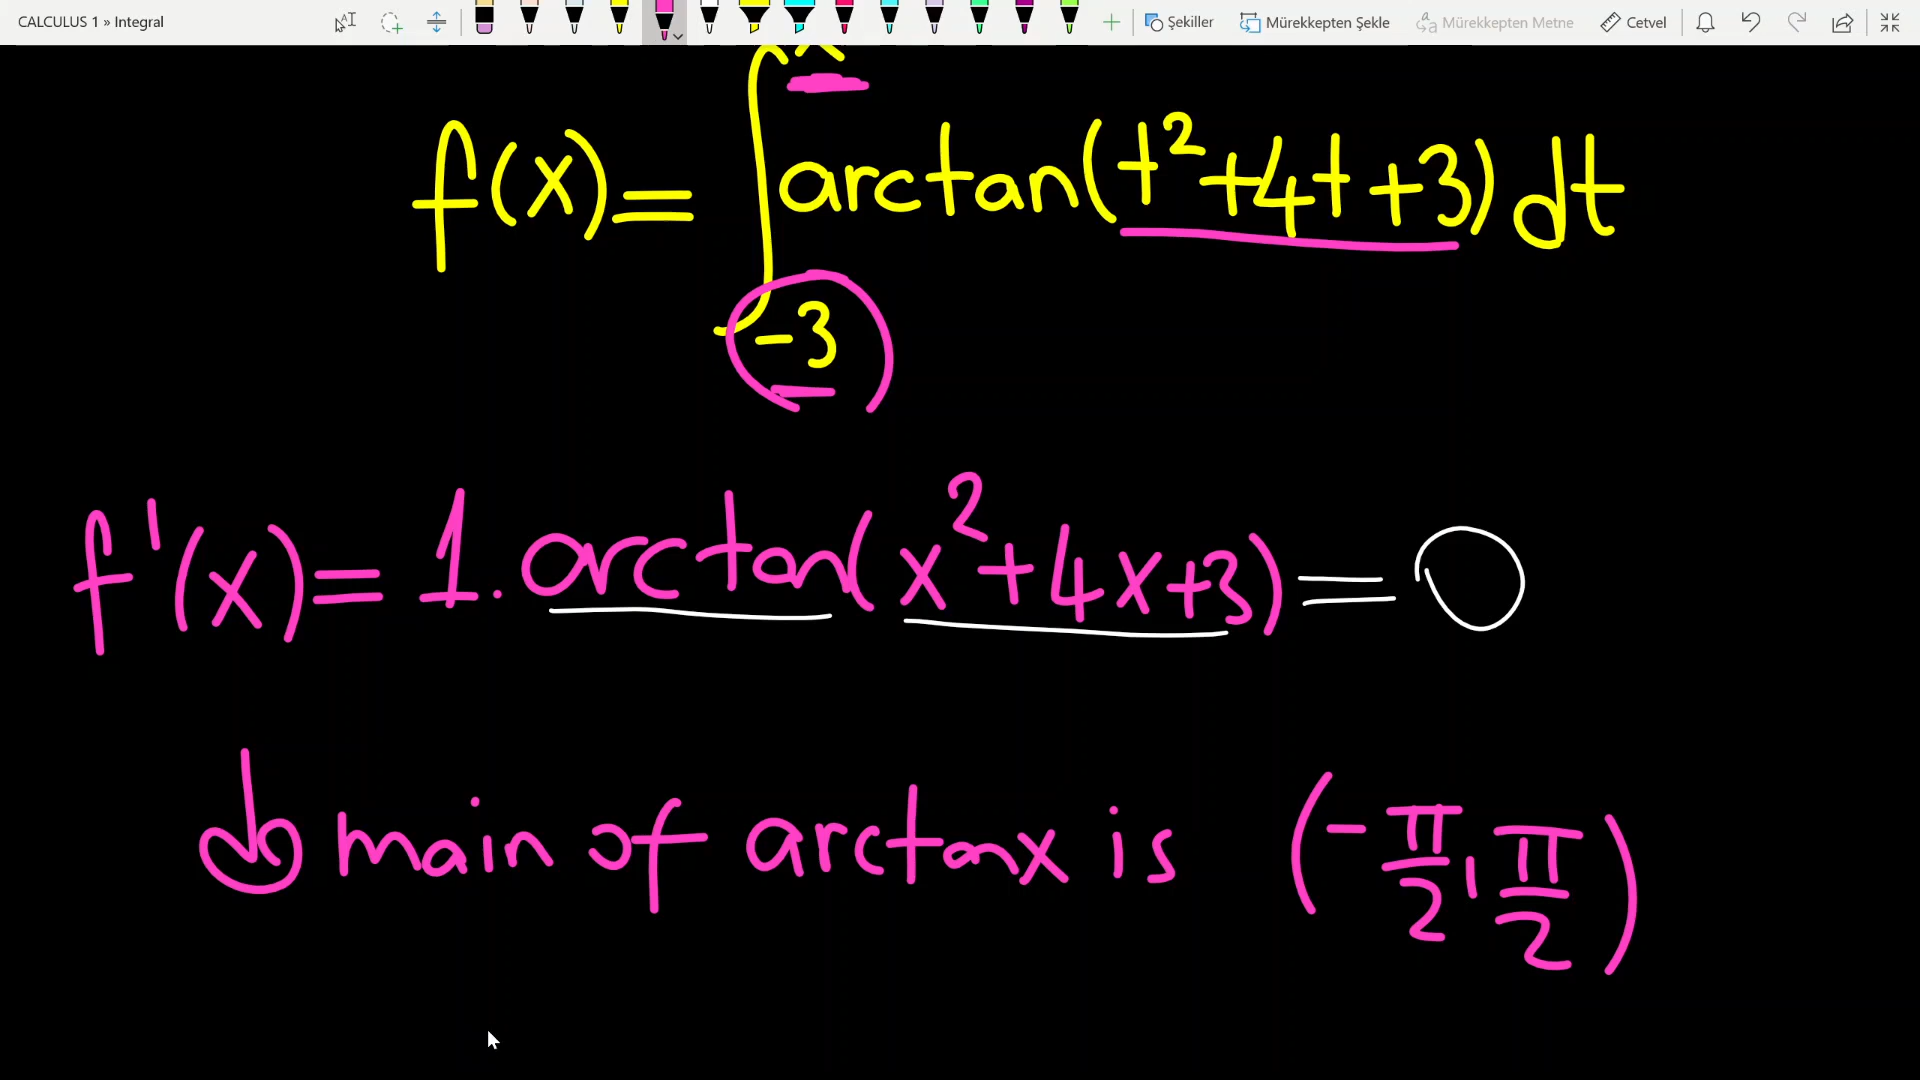 CALCULUS 1 » Integral
Şekiller
Mürekkepten Şekle
Mürekkepten Metne
Cetvel
f(x) = ∫_{-3}^{x} arctan(t²+4t+3) dt
f'(x) = 1. arctan(x²+4x+3) = 0
domain of arctanx is (-π/2, π/2)